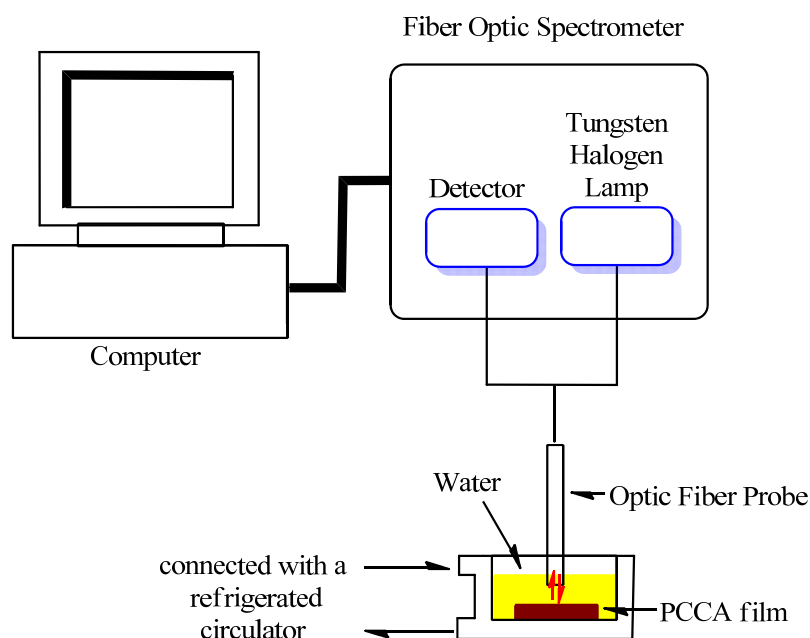 Fiber Optic Spectrometer
Tungsten
Halogen
Lamp
Detector
Computer
Water
Optic Fiber Probe
connected with a
refrigerated
circulator
PCCA film